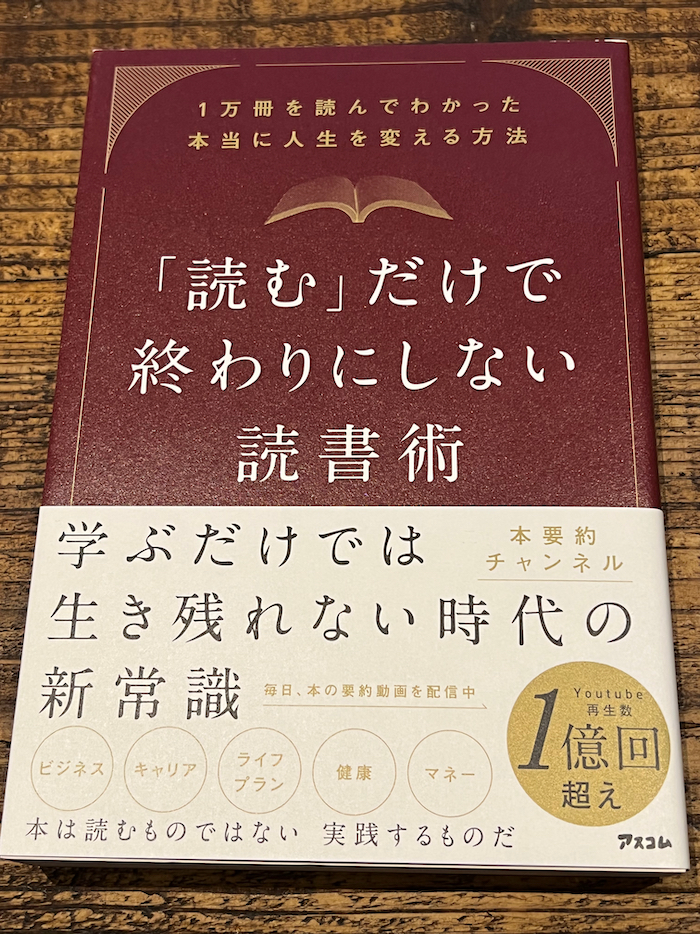 1万冊を読んでわかった
本当に人生を変える方法
「読む」だけで
終わりにしない
読書術
学ぶだけでは
生き残れない時代の
新常識
本要約
チャンネル
毎日、本の要約動画を配信中
Youtube
再生数
1億回
超え
ビジネス
キャリア
ライフ
プラン
健康
マネー
本は読むものではない 実践するものだ
アスコム